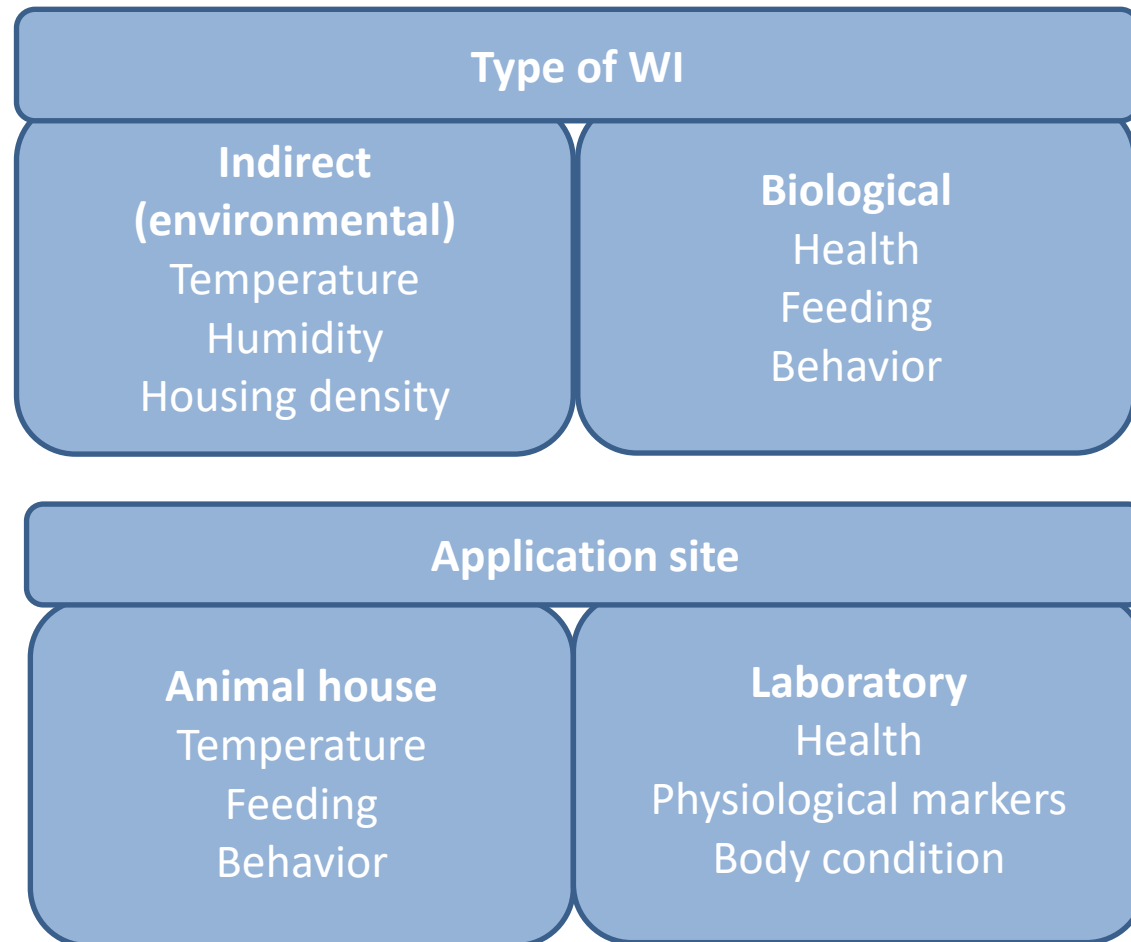 Type of WI
Indirect
(environmental)
Temperature
Humidity
Housing density
Biological
Health
Feeding
Behavior
Application site
Animal house
Temperature
Feeding
Behavior
Laboratory
Health
Physiological markers
Body condition